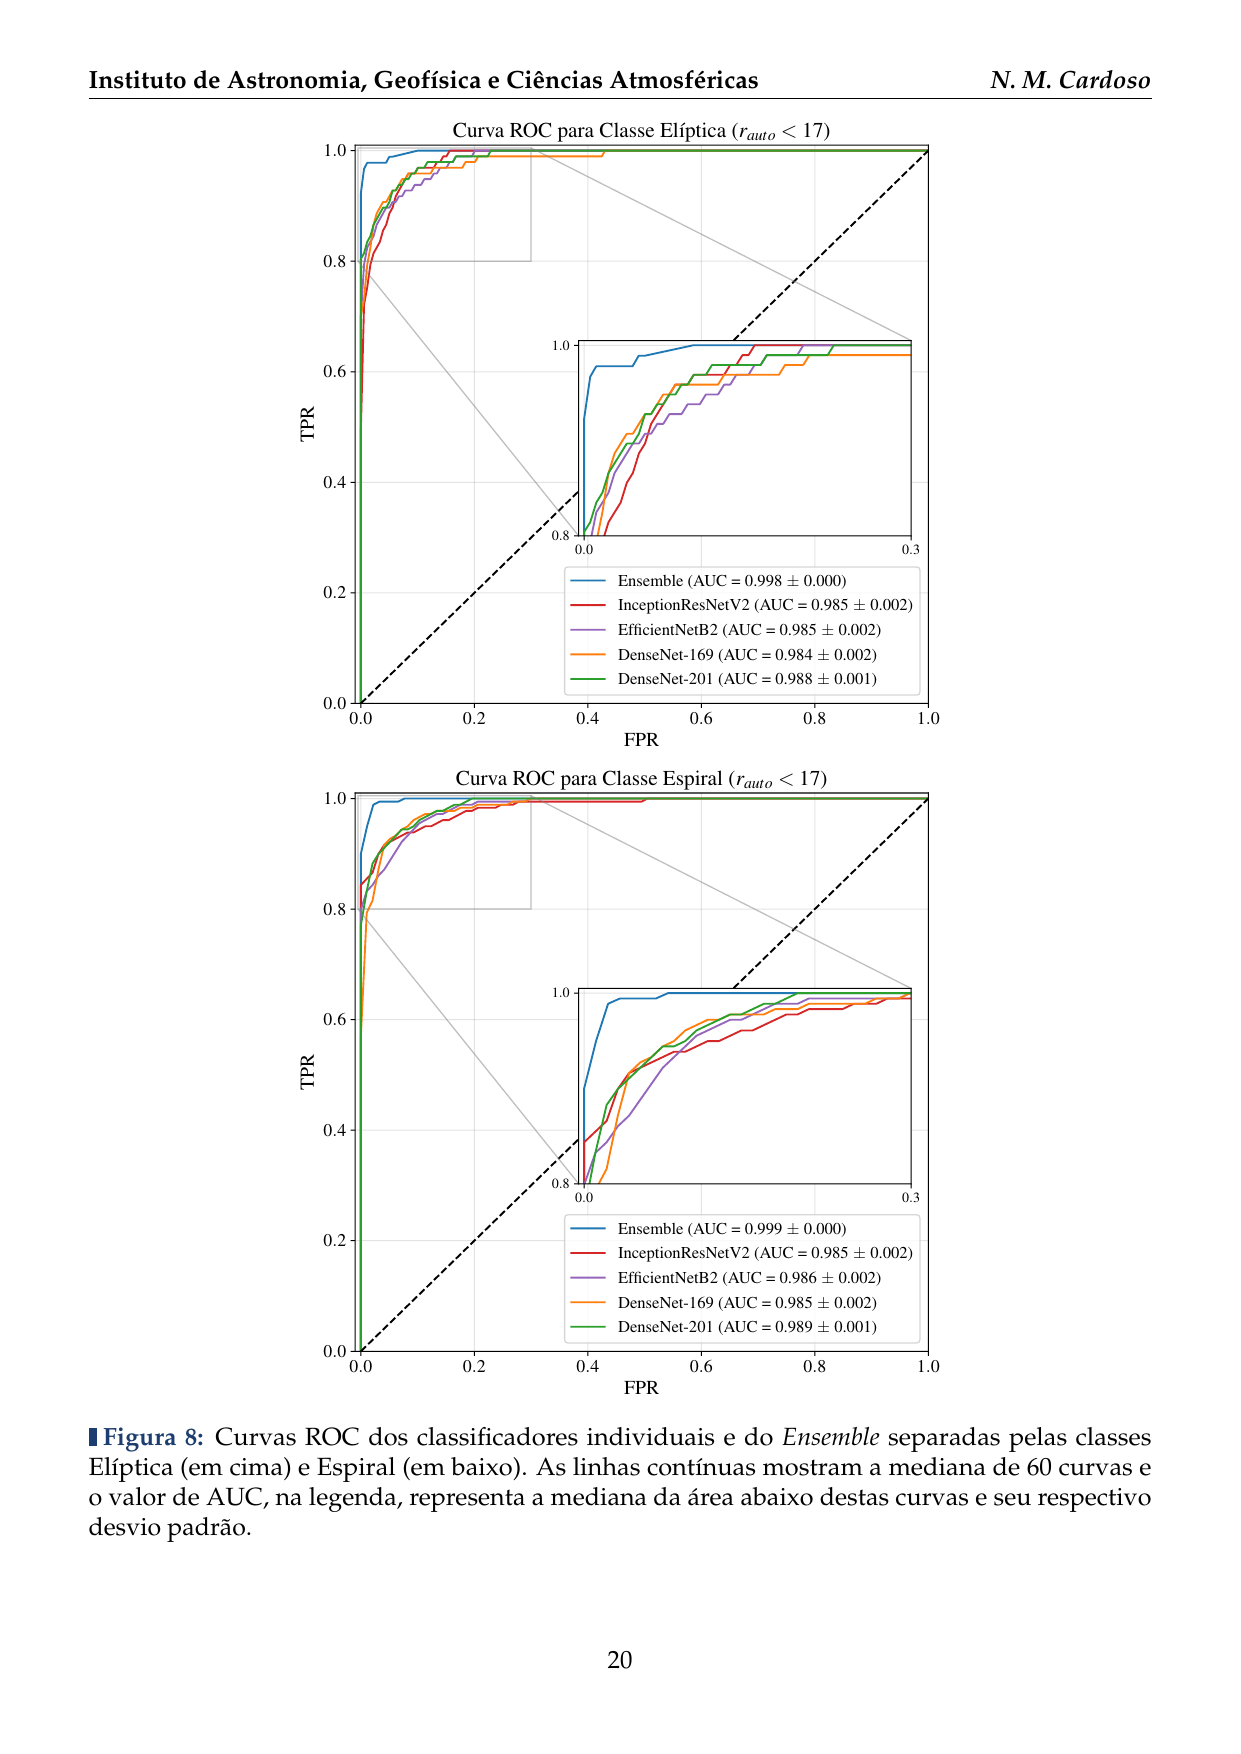 Instituto de Astronomia, Geofísica e Ciências Atmosféricas N. M. Cardoso
Curva ROC para Classe Elíptica (r_auto < 17)
1.0
0.8
0.6
0.4
0.2
0.0
TPR
0.0 0.2 0.4 0.6 0.8 1.0
FPR
1.0
0.8
0.0 0.3
Ensemble (AUC = 0.998 ± 0.000)
InceptionResNetV2 (AUC = 0.985 ± 0.002)
EfficientNetB2 (AUC = 0.985 ± 0.002)
DenseNet-169 (AUC = 0.984 ± 0.002)
DenseNet-201 (AUC = 0.988 ± 0.001)
Curva ROC para Classe Espiral (r_auto < 17)
1.0
0.8
0.6
0.4
0.2
0.0
TPR
0.0 0.2 0.4 0.6 0.8 1.0
FPR
1.0
0.8
0.0 0.3
Ensemble (AUC = 0.999 ± 0.000)
InceptionResNetV2 (AUC = 0.985 ± 0.002)
EfficientNetB2 (AUC = 0.986 ± 0.002)
DenseNet-169 (AUC = 0.985 ± 0.002)
DenseNet-201 (AUC = 0.989 ± 0.001)
Figura 8: Curvas ROC dos classificadores individuais e do Ensemble separadas pelas classes
Elíptica (em cima) e Espiral (em baixo). As linhas contínuas mostram a mediana de 60 curvas e
o valor de AUC, na legenda, representa a mediana da área abaixo destas curvas e seu respectivo
desvio padrão.
20